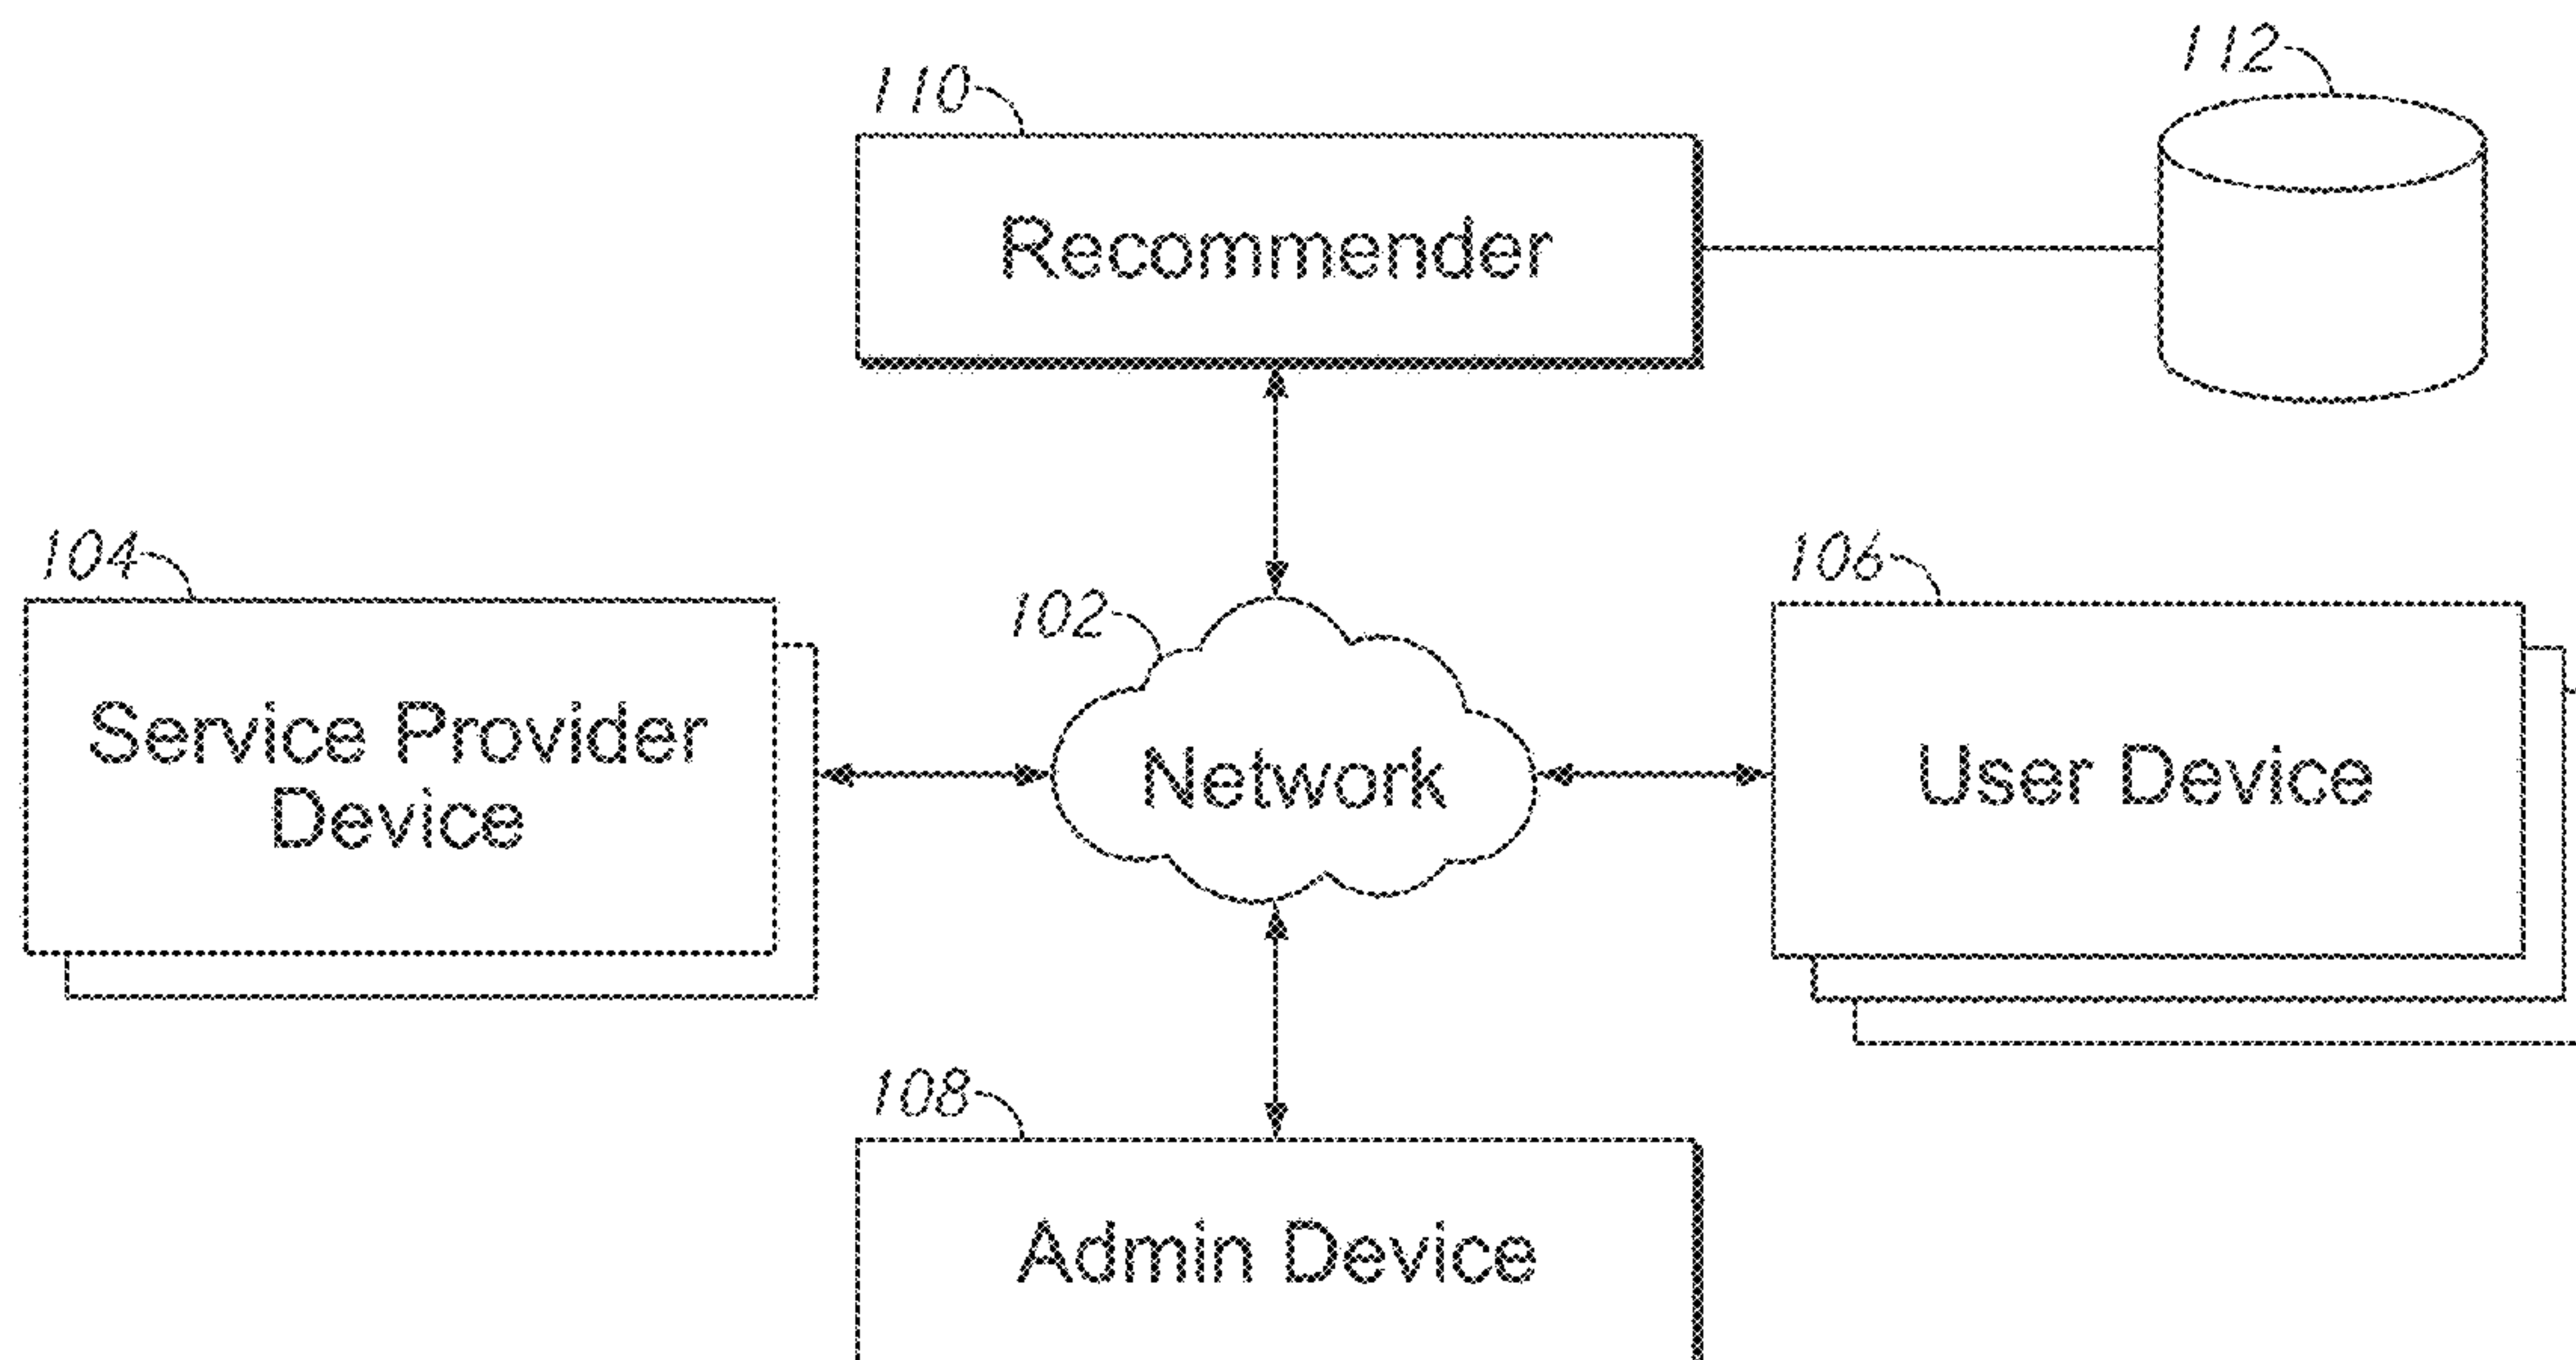 112
110
Recommender
104
106
102
Service Provider
Device
Network
User Device
108
Admin Device